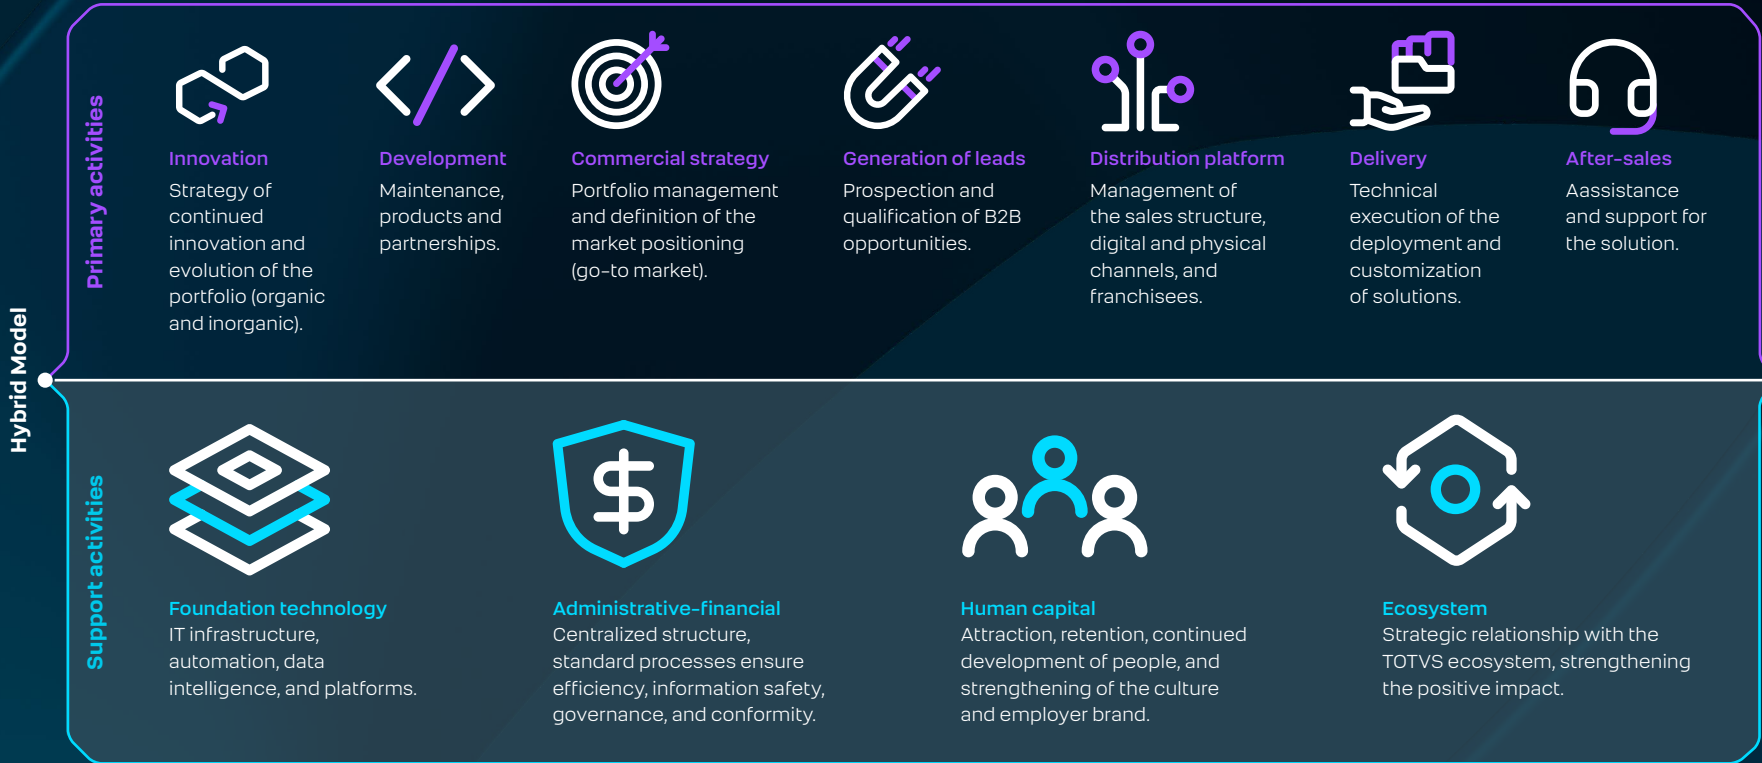 Hybrid Model
Primary activities
Innovation
Strategy of
continued
innovation and
evolution of the
portfolio (organic
and inorganic).
Development
Maintenance,
products and
partnerships.
Commercial strategy
Portfolio management
and definition of the
market positioning
(go-to market).
Generation of leads
Prospection and
qualification of B2B
opportunities.
Distribution platform
Management of
the sales structure,
digital and physical
channels, and
franchisees.
Delivery
Technical
execution of the
deployment and
customization
of solutions.
After-sales
Aassistance
and support for
the solution.
Support activities
Foundation technology
IT infrastructure,
automation, data
intelligence, and platforms.
Administrative-financial
Centralized structure,
standard processes ensure
efficiency, information safety,
governance, and conformity.
Human capital
Attraction, retention, continued
development of people, and
strengthening of the culture
and employer brand.
Ecosystem
Strategic relationship with the
TOTVS ecosystem, strengthening
the positive impact.